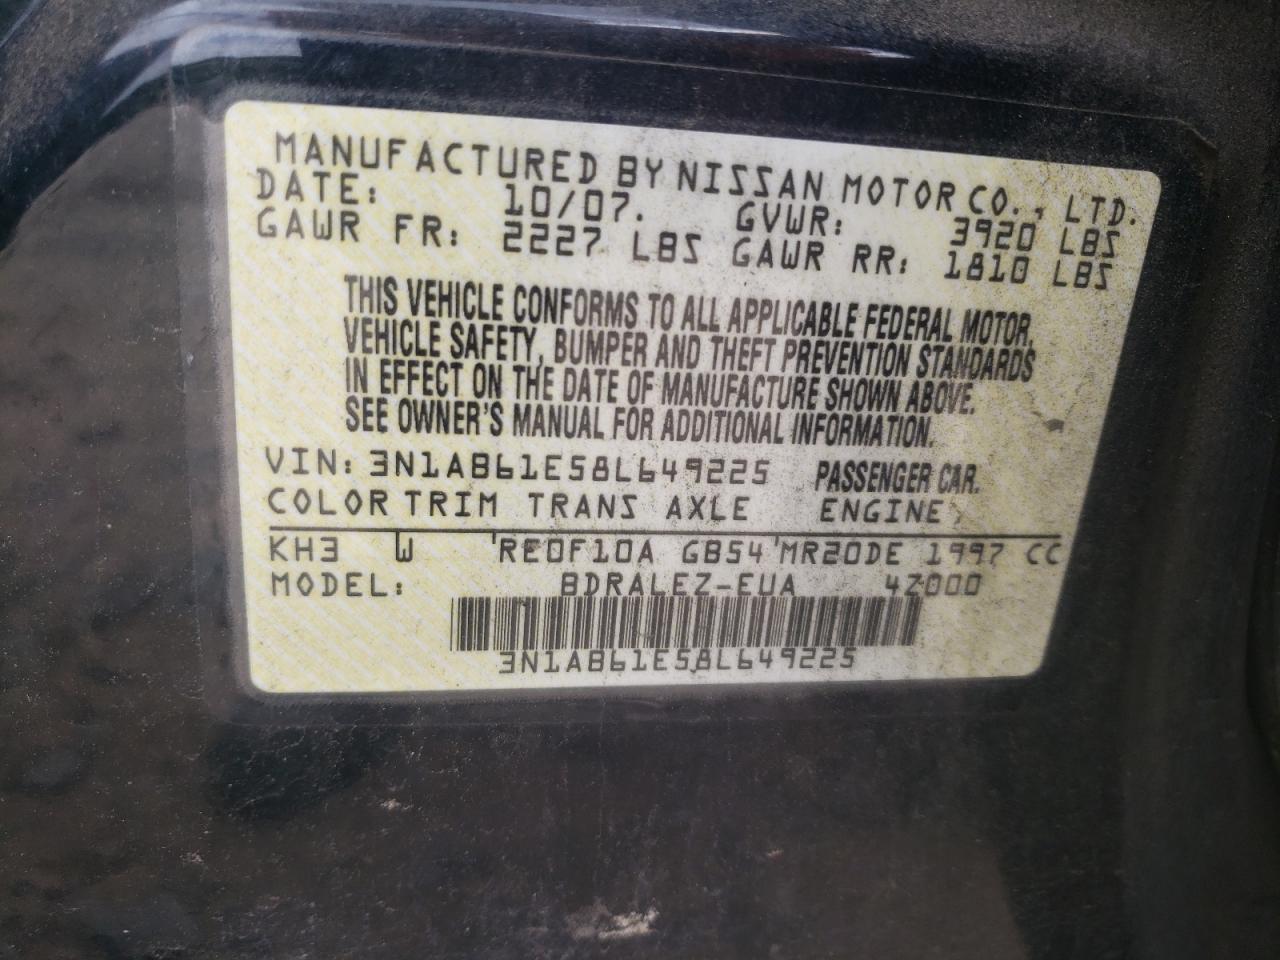 MANUFACTURED BY NISSAN MOTOR CO., LTD.
DATE: 10/07. GVWR: 3920 LBS
GAWR FR: 2227 LBS GAWR RR: 1810 LBS
THIS VEHICLE CONFORMS TO ALL APPLICABLE FEDERAL MOTOR
VEHICLE SAFETY, BUMPER AND THEFT PREVENTION STANDARDS
IN EFFECT ON THE DATE OF MANUFACTURE SHOWN ABOVE.
SEE OWNER'S MANUAL FOR ADDITIONAL INFORMATION.
VIN: 3N1AB61E58L649225 PASSENGER CAR.
COLOR TRIM TRANS AXLE ENGINE
KH3 W RE0F10A GB54 MR20DE 1997 CC
MODEL: BDRALEZ-EUA 4Z000
3N1AB61E58L649225